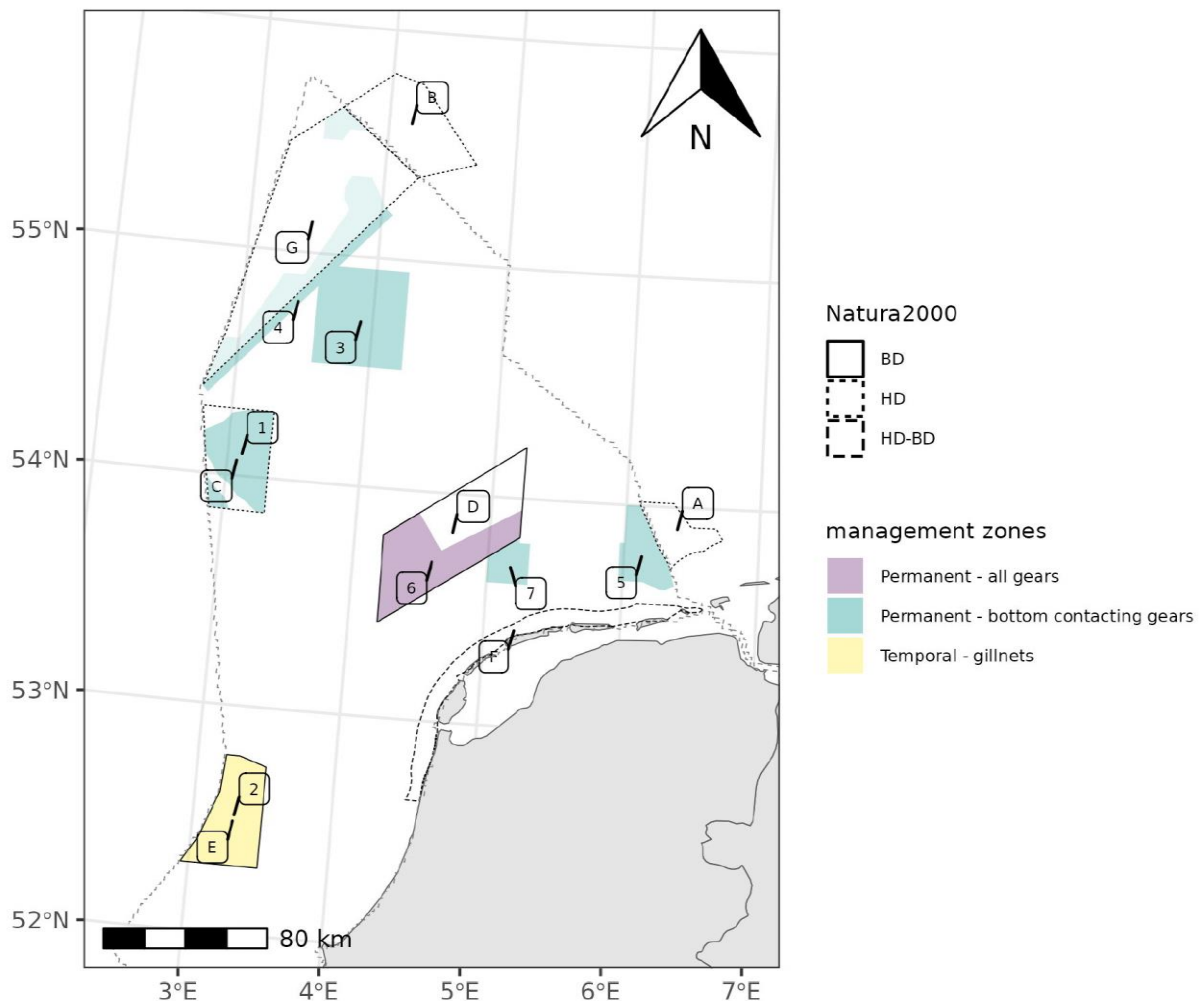 B
N
55°N
G
4
3
1
54°N
C
D
A
6
7
5
F
53°N
2
E
52°N
80 km
3°E
4°E
5°E
6°E
7°E
Natura2000
BD
HD
HD-BD
management zones
Permanent - all gears
Permanent - bottom contacting gears
Temporal - gillnets